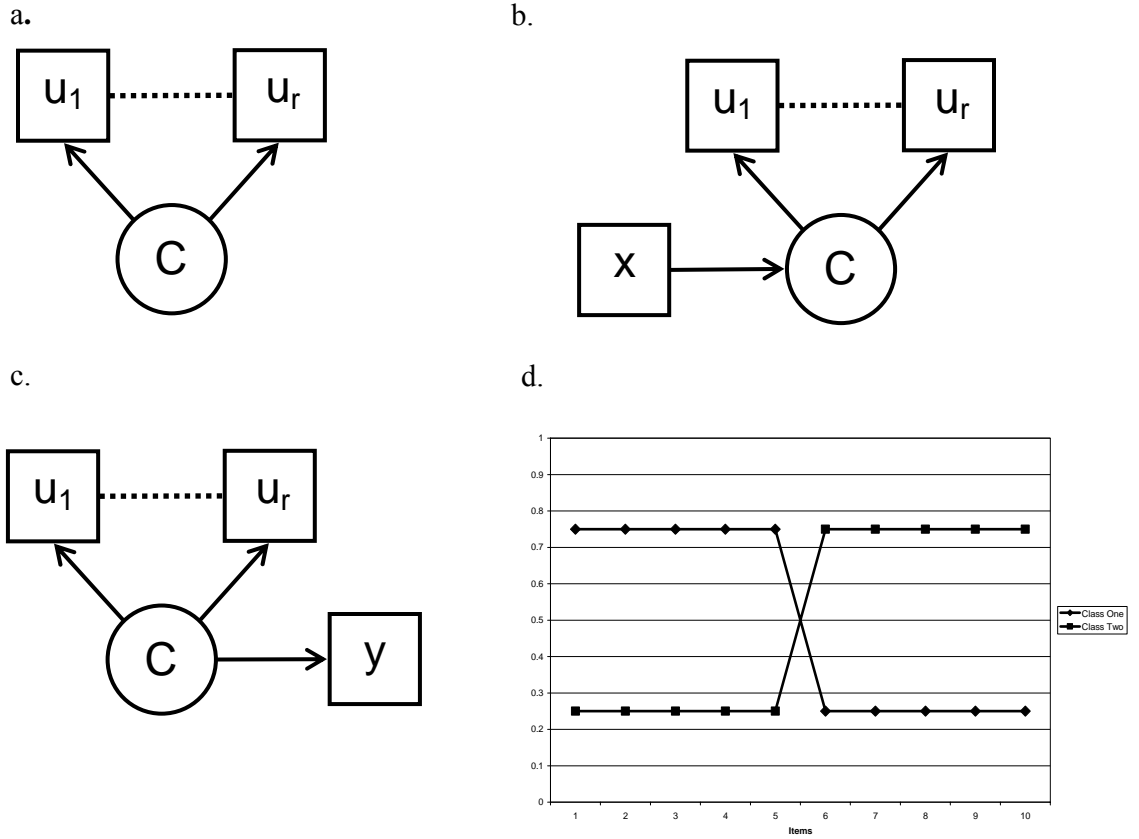 a.
u₁ uᵣ
C
b.
u₁ uᵣ
x C
c.
u₁ uᵣ
C y
d.
1
0.9
0.8
0.7
0.6
0.5
0.4
0.3
0.2
0.1
0
1 2 3 4 5 6 7 8 9 10
Items
Class One
Class Two